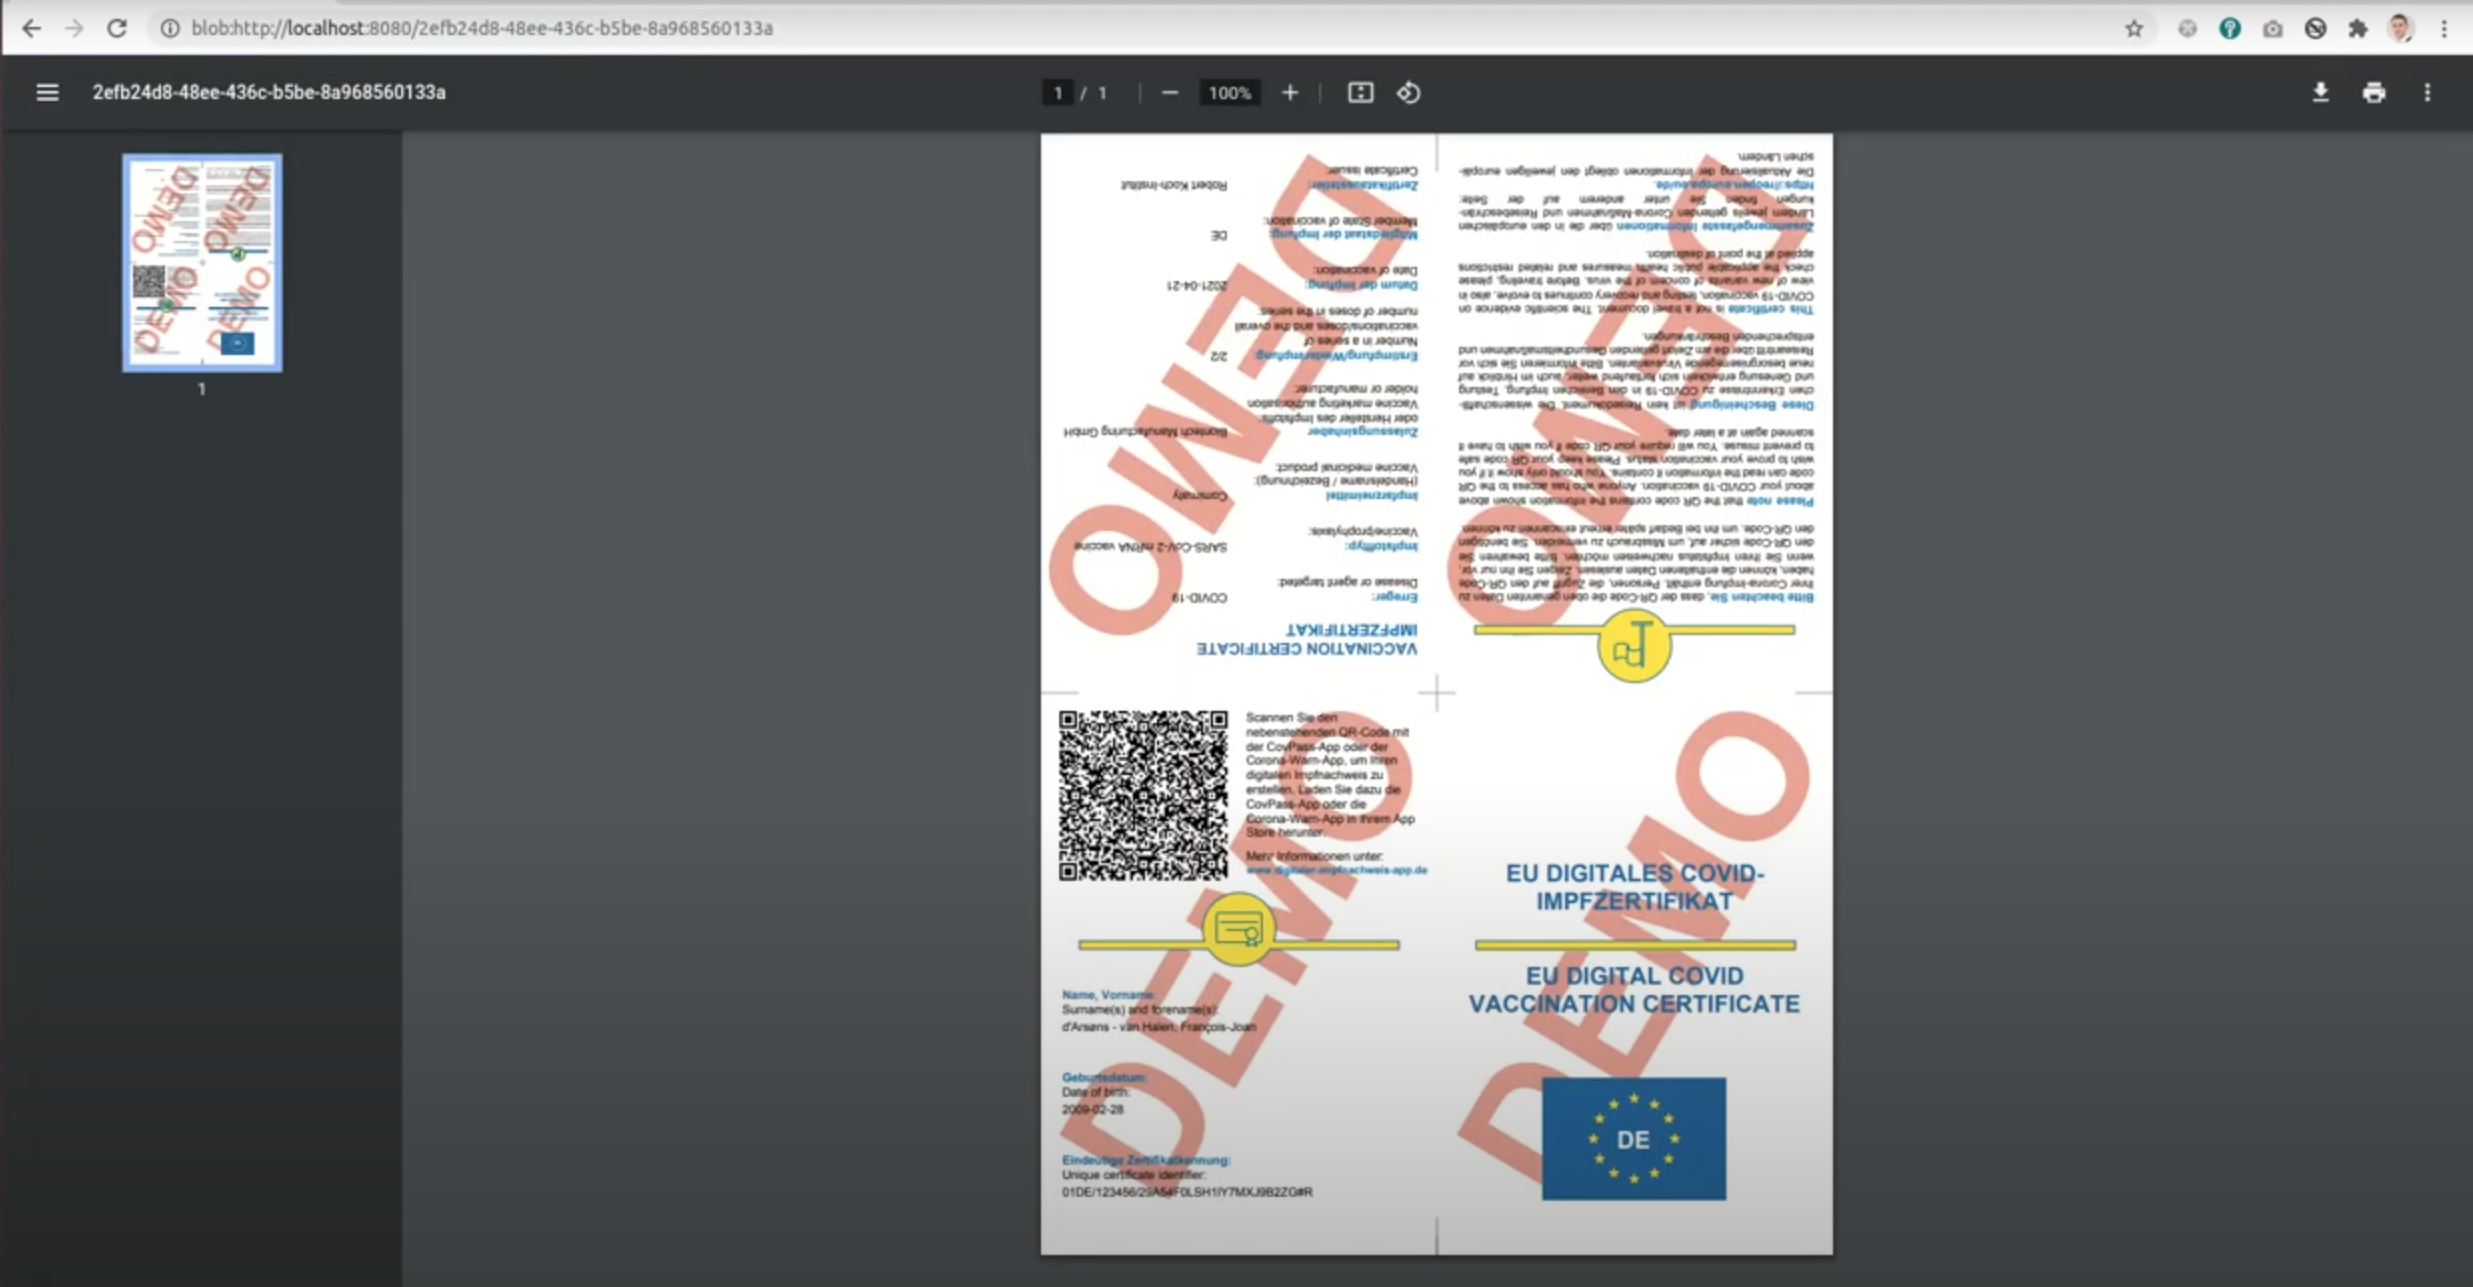 blob:http://localhost:8080/2efb24d8-48ee-436c-b5be-8a968560133a
2efb24d8-48ee-436c-b5be-8a968560133a
1 / 1
100%
1
VACCINATION CERTIFICATE
IMPFZERTIFIKAT
Erreger:
Disease or agent targeted:
COVID-19
Impfstofftyp:
Vaccine/prophylaxis:
SARS-CoV-2 mRNA vaccine
Impfarzneimittel
(Handelsname / Bezeichnung):
Vaccine medicinal product:
Comirnaty
Zulassungsinhaber
oder Hersteller des Impfstoffs:
Vaccine marketing authorisation
holder or manufacturer:
Biontech Manufacturing GmbH
Erstimpfung/Wiederimpfung:
Number in a series of
vaccinations/doses and the overall
number of doses in the series:
2/2
Datum der Impfung:
Date of vaccination:
2021-04-21
Mitgliedstaat der Impfung:
Member State of vaccination:
DE
Zertifikataussteller:
Certificate issuer:
Robert Koch-Institut
DEMO
Bitte beachten Sie, dass der QR-Code die oben genannten Daten zu
Ihrer Corona-Impfung enthält. Personen, die Zugriff auf den QR-Code
haben, können die enthaltenen Daten auslesen. Zeigen Sie ihn nur vor,
wenn Sie Ihren Impfstatus nachweisen möchten. Bitte bewahren Sie
den QR-Code sicher auf, um Missbrauch zu vermeiden. Sie benötigen
den QR-Code, um ihn bei Bedarf später erneut einscannen zu können.
Please note that the QR code contains the information shown above
about your COVID-19 vaccination. Anyone who has access to the QR
code can read the information it contains. You should only show it if you
wish to prove your vaccination status. Please keep your QR code safe
to prevent misuse. You will require your QR code if you wish to have it
scanned again at a later date.
Diese Bescheinigung ist kein Reisedokument. Die wissenschaftli-
chen Erkenntnisse zu COVID-19 in den Bereichen Impfung, Testung
und Genesung entwickeln sich fortlaufend weiter, auch im Hinblick auf
neue besorgniserregende Virusvarianten. Bitte informieren Sie sich vor
Reiseantritt über die am Zielort geltenden Gesundheitsmaßnahmen und
entsprechenden Beschränkungen.
This certificate is not a travel document. The scientific evidence on
COVID-19 vaccination, testing and recovery continues to evolve, also in
view of new variants of concern of the virus. Before traveling, please
check the applicable public health measures and related restrictions
applied at the point of destination.
Zusammengefasste Informationen über die in den europäischen
Ländern jeweils geltenden Corona-Maßnahmen und Reisebeschrän-
kungen finden Sie unter anderem auf der Seite:
https://reopen.europa.eu/de
Die Aktualisierung der Informationen obliegt den jeweiligen europäi-
schen Ländern.
DEMO
Scannen Sie den
nebenstehenden QR-Code mit
der CovPass-App oder der
Corona-Warn-App, um Ihren
digitalen Impfnachweis zu
erstellen. Laden Sie dazu die
CovPass-App oder die
Corona-Warn-App in Ihrem App
Store herunter.
Mehr Informationen unter:
www.digitaler-impfnachweis-app.de
Name, Vorname:
Surname(s) and forename(s):
d'Arsøns - van Halen, François-Joan
Geburtsdatum:
Date of birth:
2009-02-28
Eindeutige Zertifikatkennung:
Unique certificate identifier:
DEMO
EU DIGITALES COVID-
IMPFZERTIFIKAT
EU DIGITAL COVID
VACCINATION CERTIFICATE
DE
DEMO